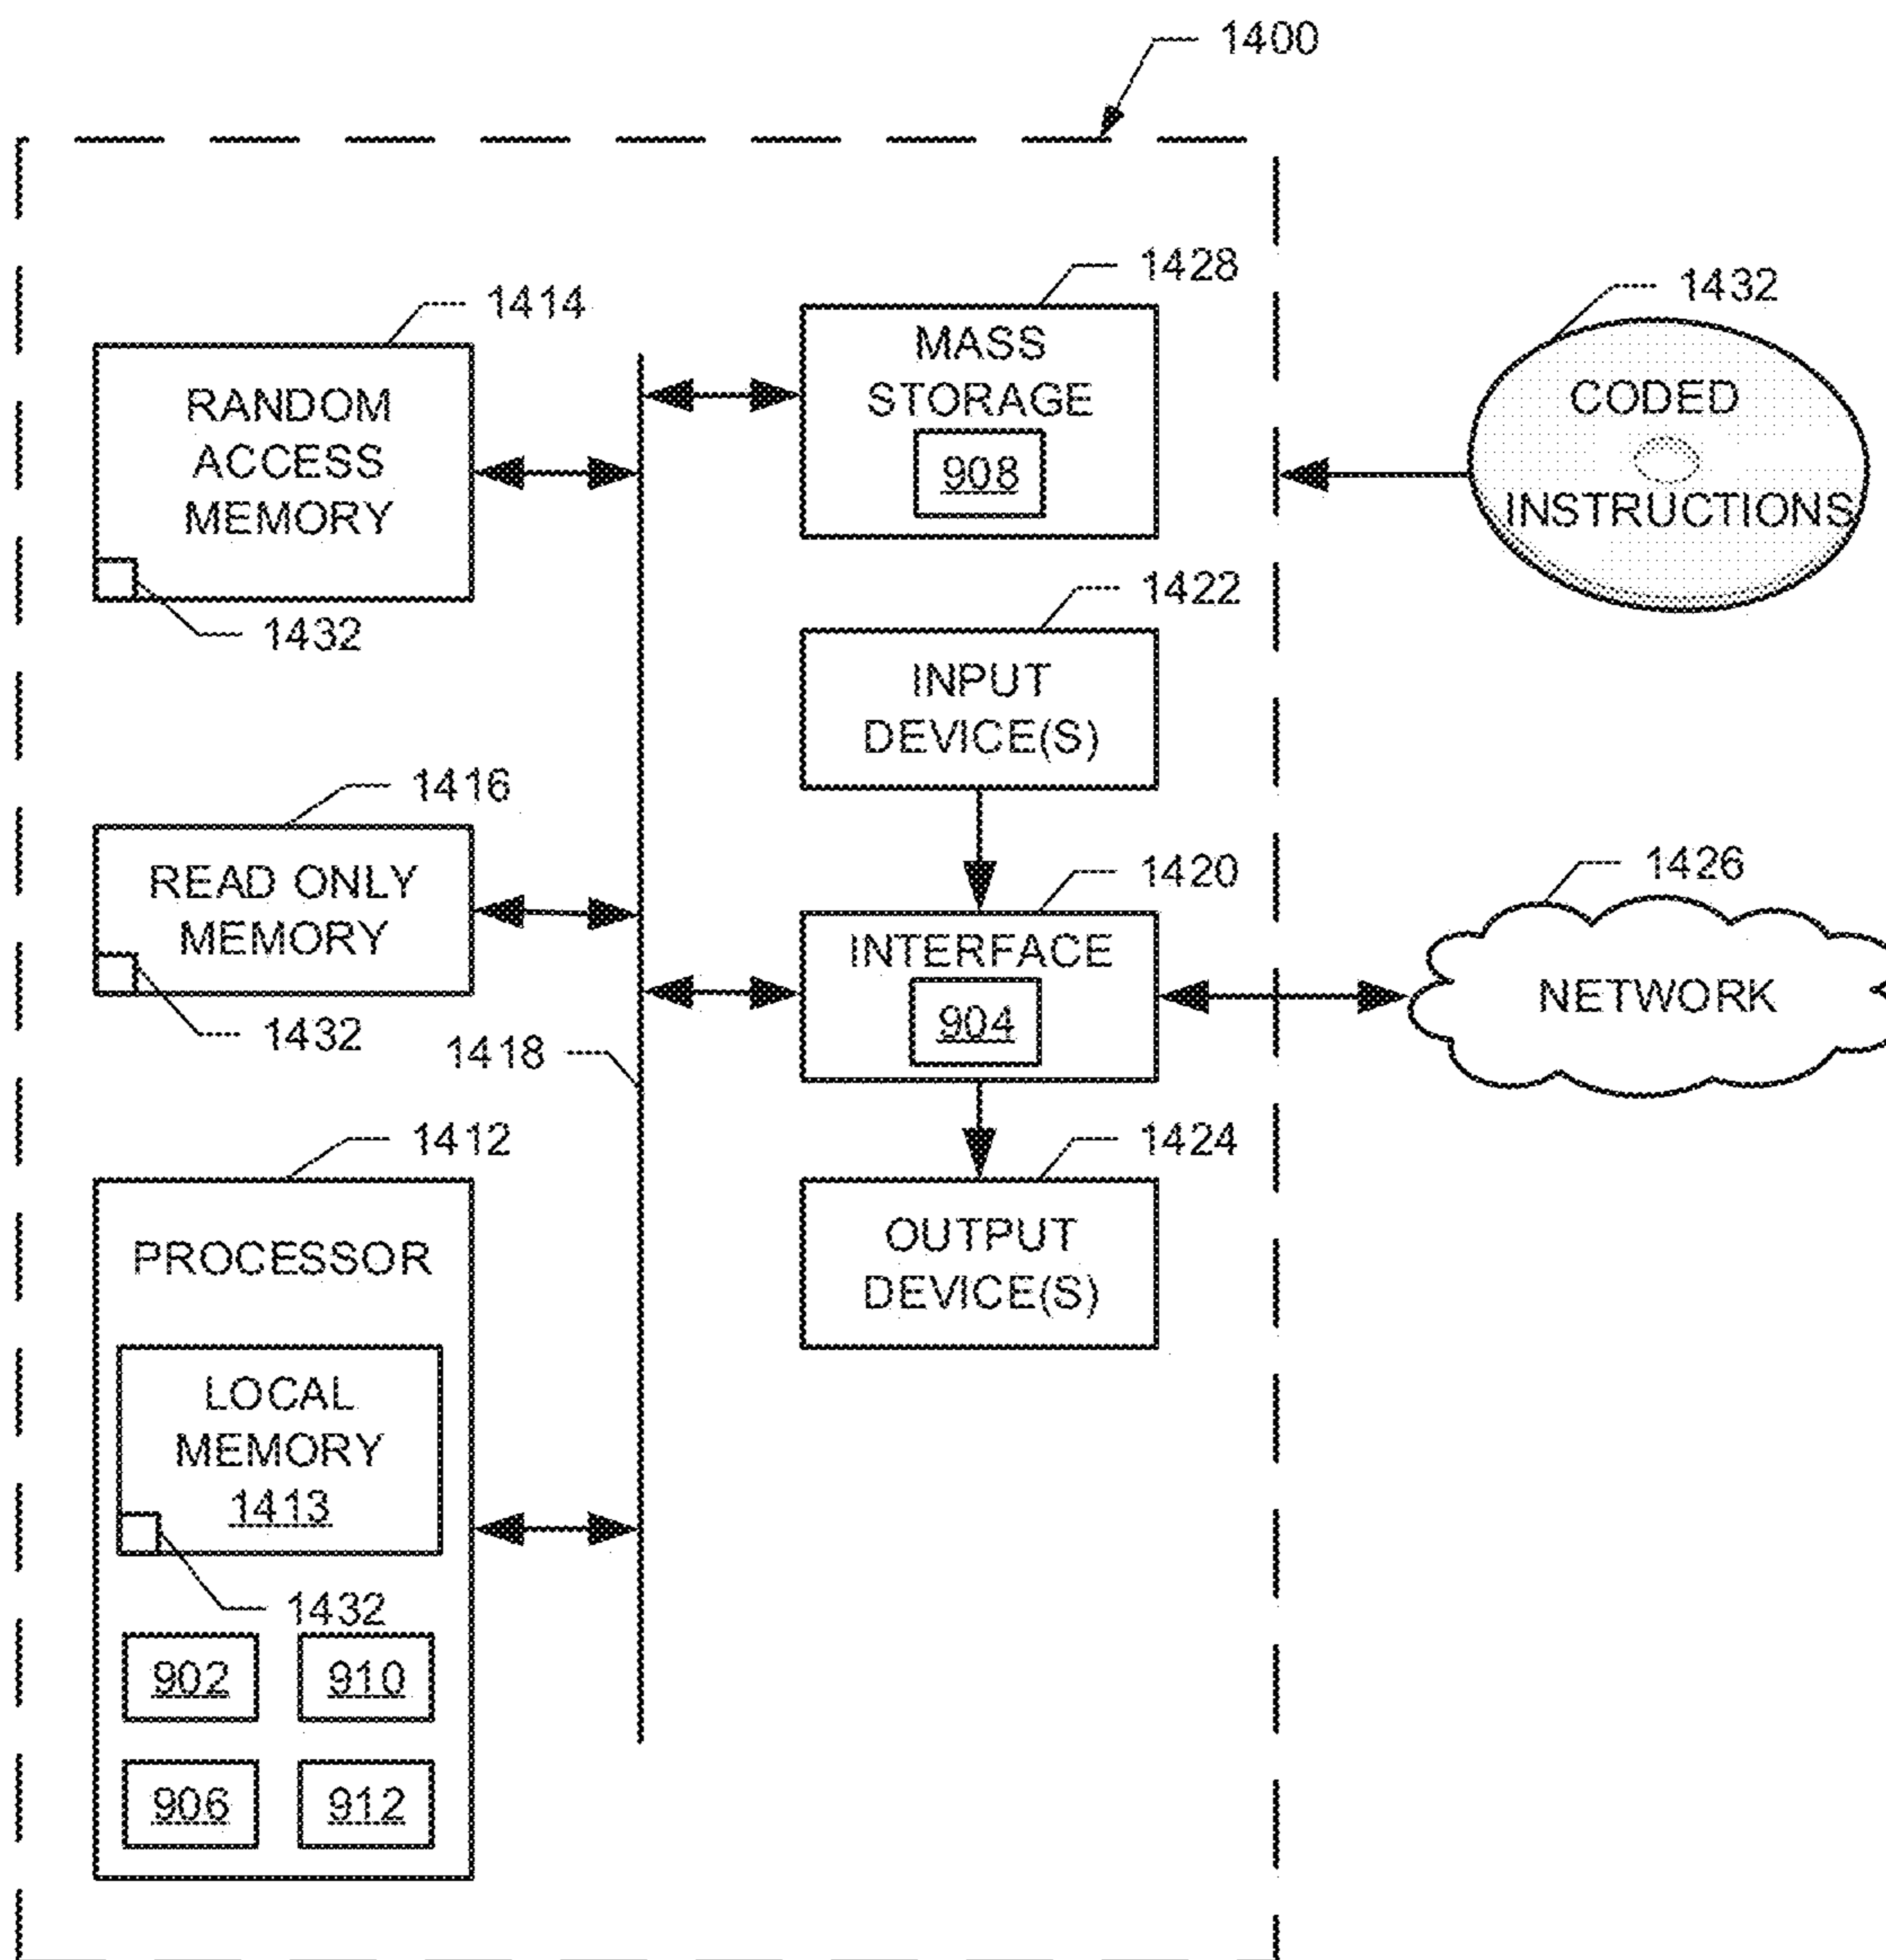 1400
1428
MASS
STORAGE
908
1432
CODED
INSTRUCTIONS
1414
RANDOM
ACCESS
MEMORY
1432
1422
INPUT
DEVICE(S)
1416
READ ONLY
MEMORY
1432
1420
INTERFACE
904
1426
NETWORK
1418
1412
PROCESSOR
LOCAL
MEMORY
1413
1432
902
910
906
912
1424
OUTPUT
DEVICE(S)